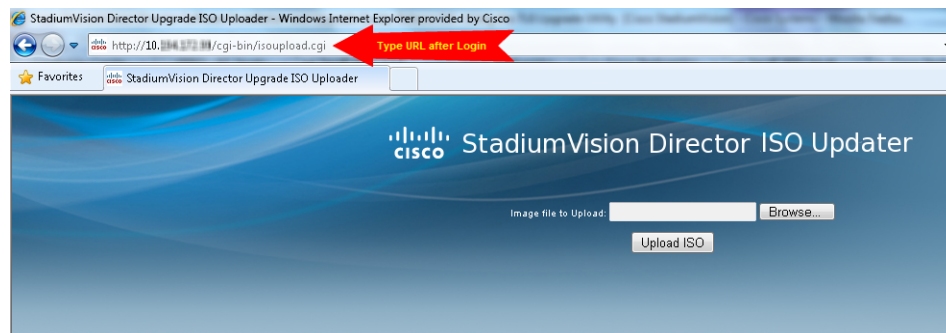 StadiumVision Director Upgrade ISO Uploader - Windows Internet Explorer provided by Cisco
http://10. /cgi-bin/isoupload.cgi
Type URL after Login
Favorites
StadiumVision Director Upgrade ISO Uploader
CISCO StadiumVision Director ISO Updater
Image file to Upload: Browse...
Upload ISO